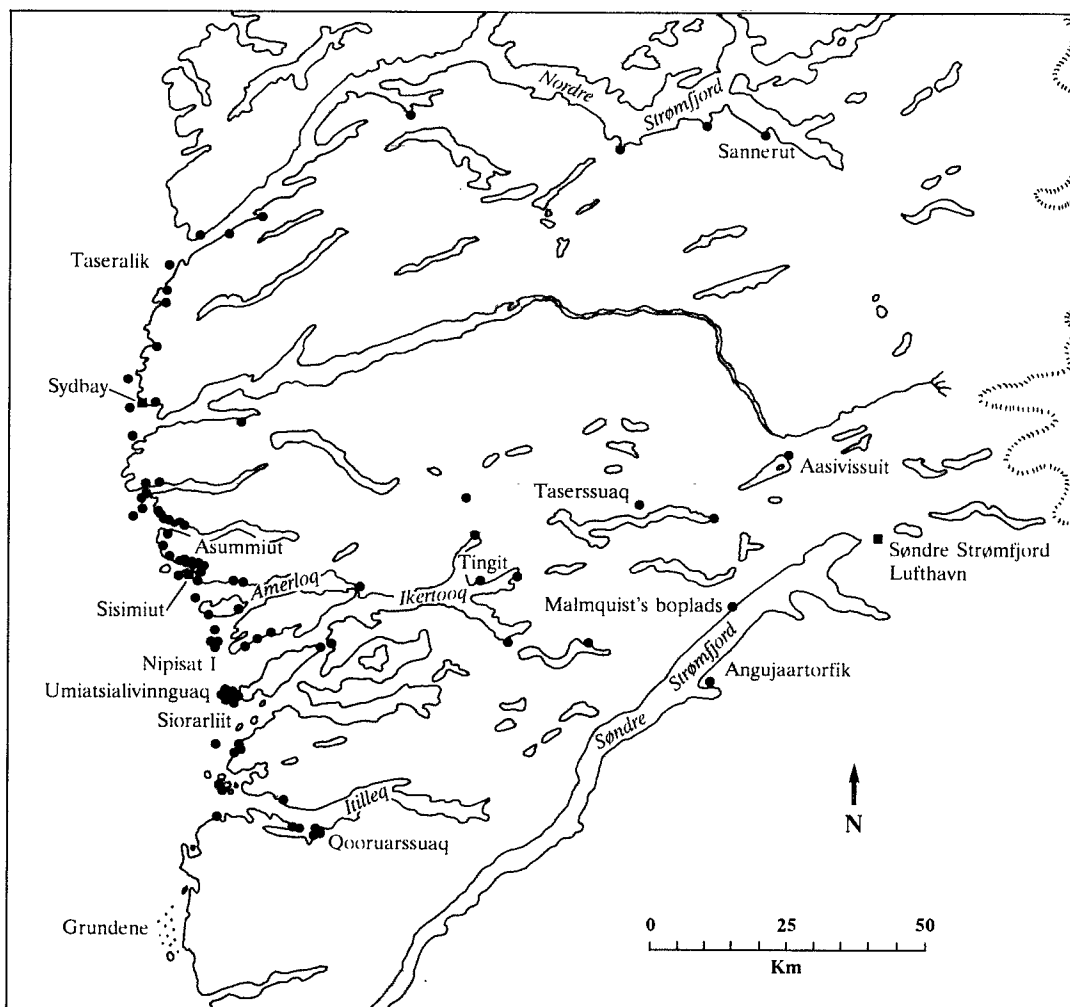 Nordre
Strømfjord
Sannerut
Taseralik
Sydbay
Aasivissuit
Taserssuaq
Asummiut
Søndre Strømfjord
Lufthavn
Tingit
Amerloq
Ikertooq
Sisimiut
Malmquist's boplads
Nipisat I
Strømfjord
Angujaartorfik
Umiatsialivinnguaq
Siorarliit
Søndre
Itilleq
N
Qooruarssuaq
Grundene
0 25 50
Km